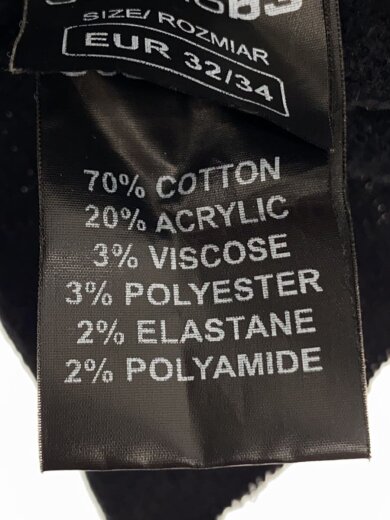 SIZE/ ROZMIAR
EUR 32/34
70% COTTON
20% ACRYLIC
3% VISCOSE
3% POLYESTER
2% ELASTANE
2% POLYAMIDE